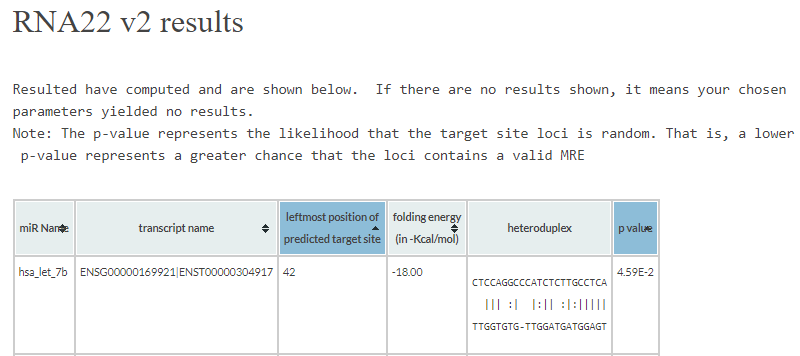 RNA22 v2 results
Resulted have computed and are shown below.  If there are no results shown, it means your chosen
parameters yielded no results.
Note: The p-value represents the likelihood that the target site loci is random. That is, a lower
p-value represents a greater chance that the loci contains a valid MRE
miR Name transcript name leftmost position of predicted target site folding energy (in -Kcal/mol) heteroduplex p value
hsa_let_7b ENSG00000169921|ENST00000304917 42 -18.00 4.59E-2
CTCCAGGCCCATCTCTTGCCTCA
||| :| |:|| :|:|||||
TTGGTGTG-TTGGATGATGGAGT